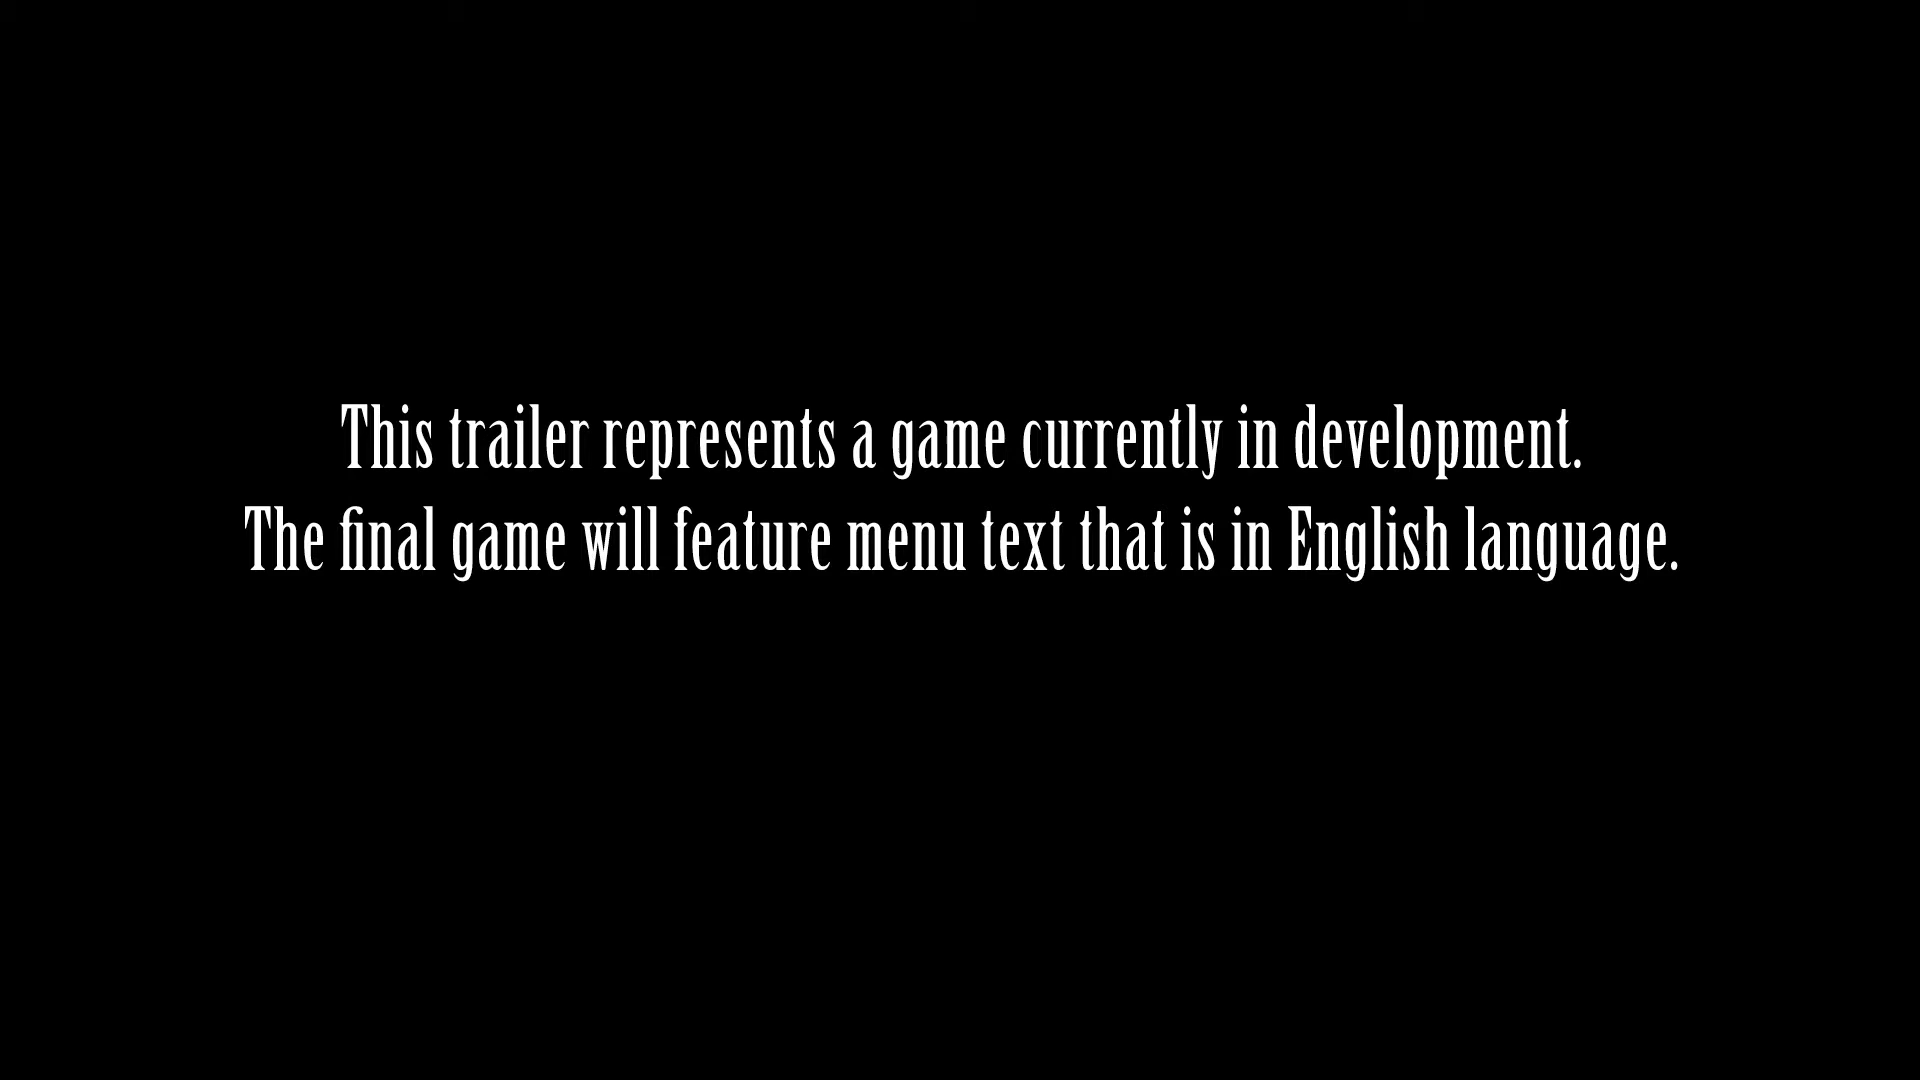 This trailer represents a game currently in development.
The final game will feature menu text that is in English language.